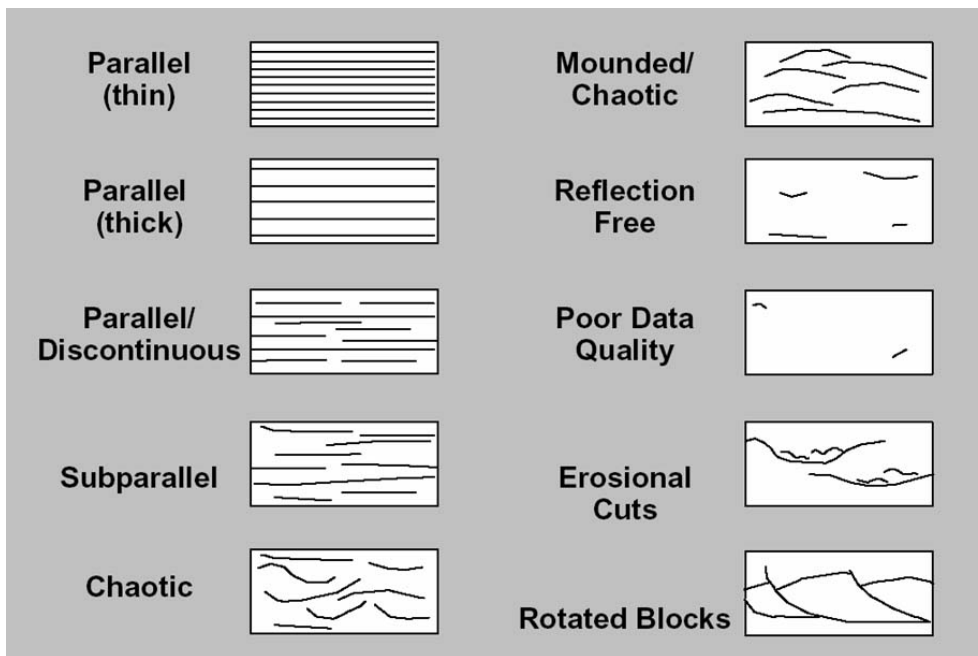 Parallel
(thin)
Parallel
(thick)
Parallel/
Discontinuous
Subparallel
Chaotic
Mounded/
Chaotic
Reflection
Free
Poor Data
Quality
Erosional
Cuts
Rotated Blocks